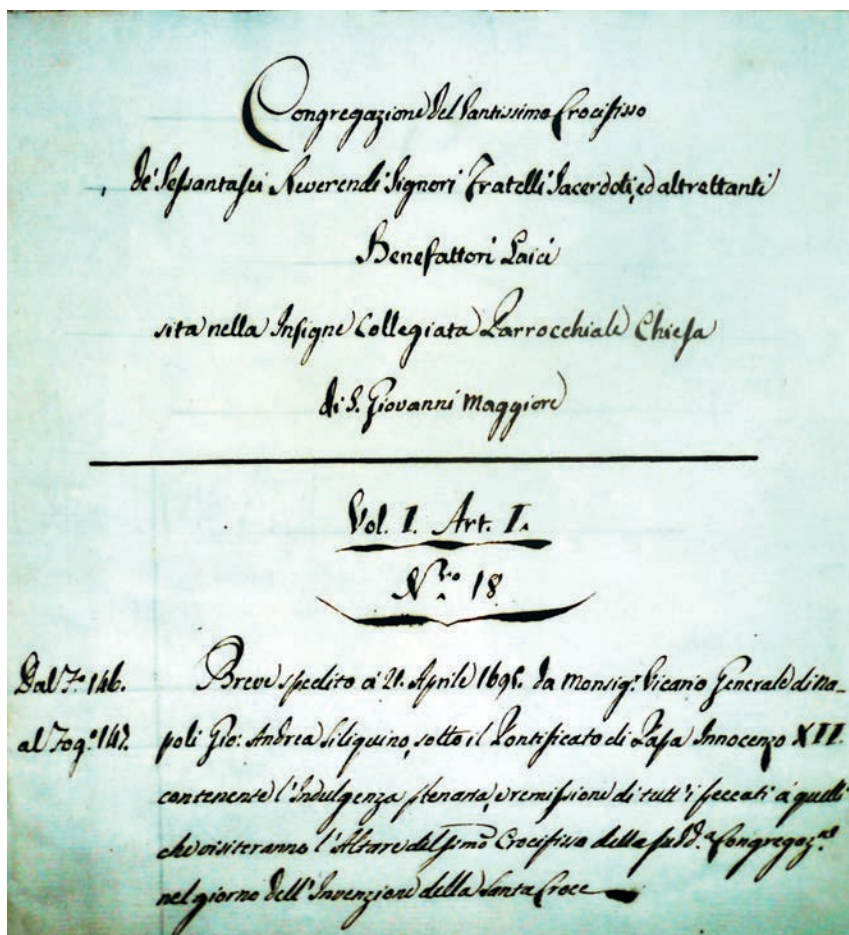 Congregazione del Santissimo Crocifisso
de' Sessantasei Reverendi Signori Fratelli Sacerdoti, ed altrettanti
Benefattori Laici
sita nella Insigne Collegiata Parrocchiale Chiesa
di S. Giovanni Maggiore
Vol. I. Art. I.
N.ro 18
Dal F.o 146. Breve spedito a' 21. Aprile 1695. da Monsig.r Vicario Generale di Na-
al Fog.o 147. poli Gio: Andrea Siliquino, sotto il Pontificato di Papa Innocenzo XII.
contenente l'Indulgenza plenaria, e remissione di tutt'i peccati a' quelli
che visiteranno l'Altare del SSmo Crocifisso della sudd.a Congregaz.ne
nel giorno dell'Invenzione della Santa Croce